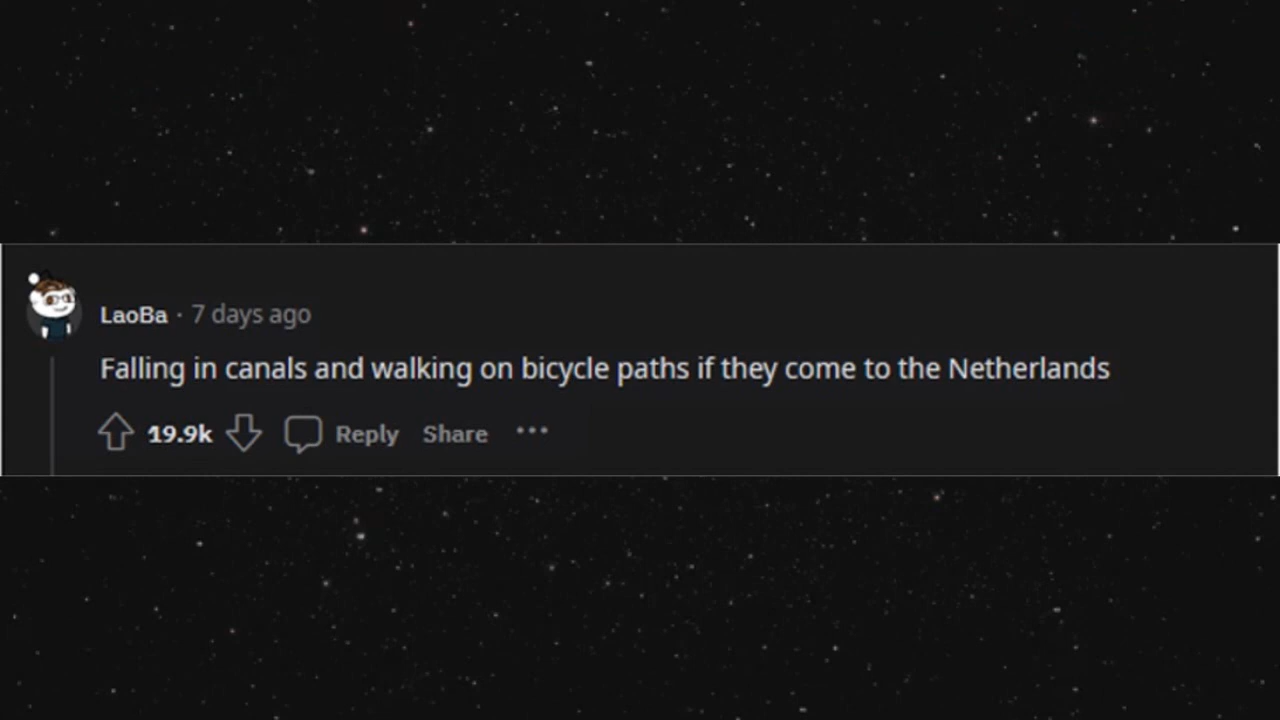 LaoBa · 7 days ago
Falling in canals and walking on bicycle paths if they come to the Netherlands
19.9k Reply Share •••